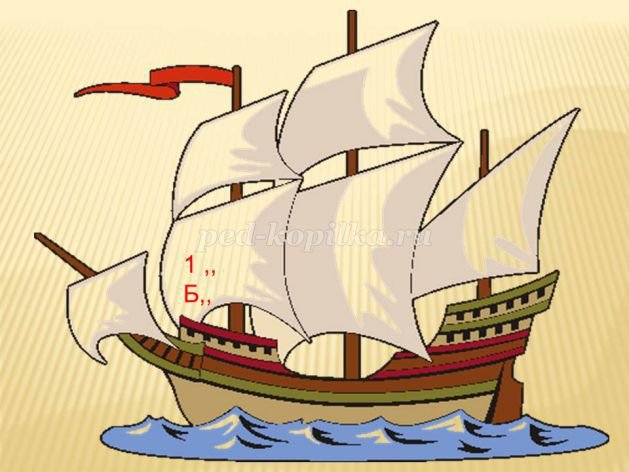 ped-kopilka.ru
1 ,,
Б,,